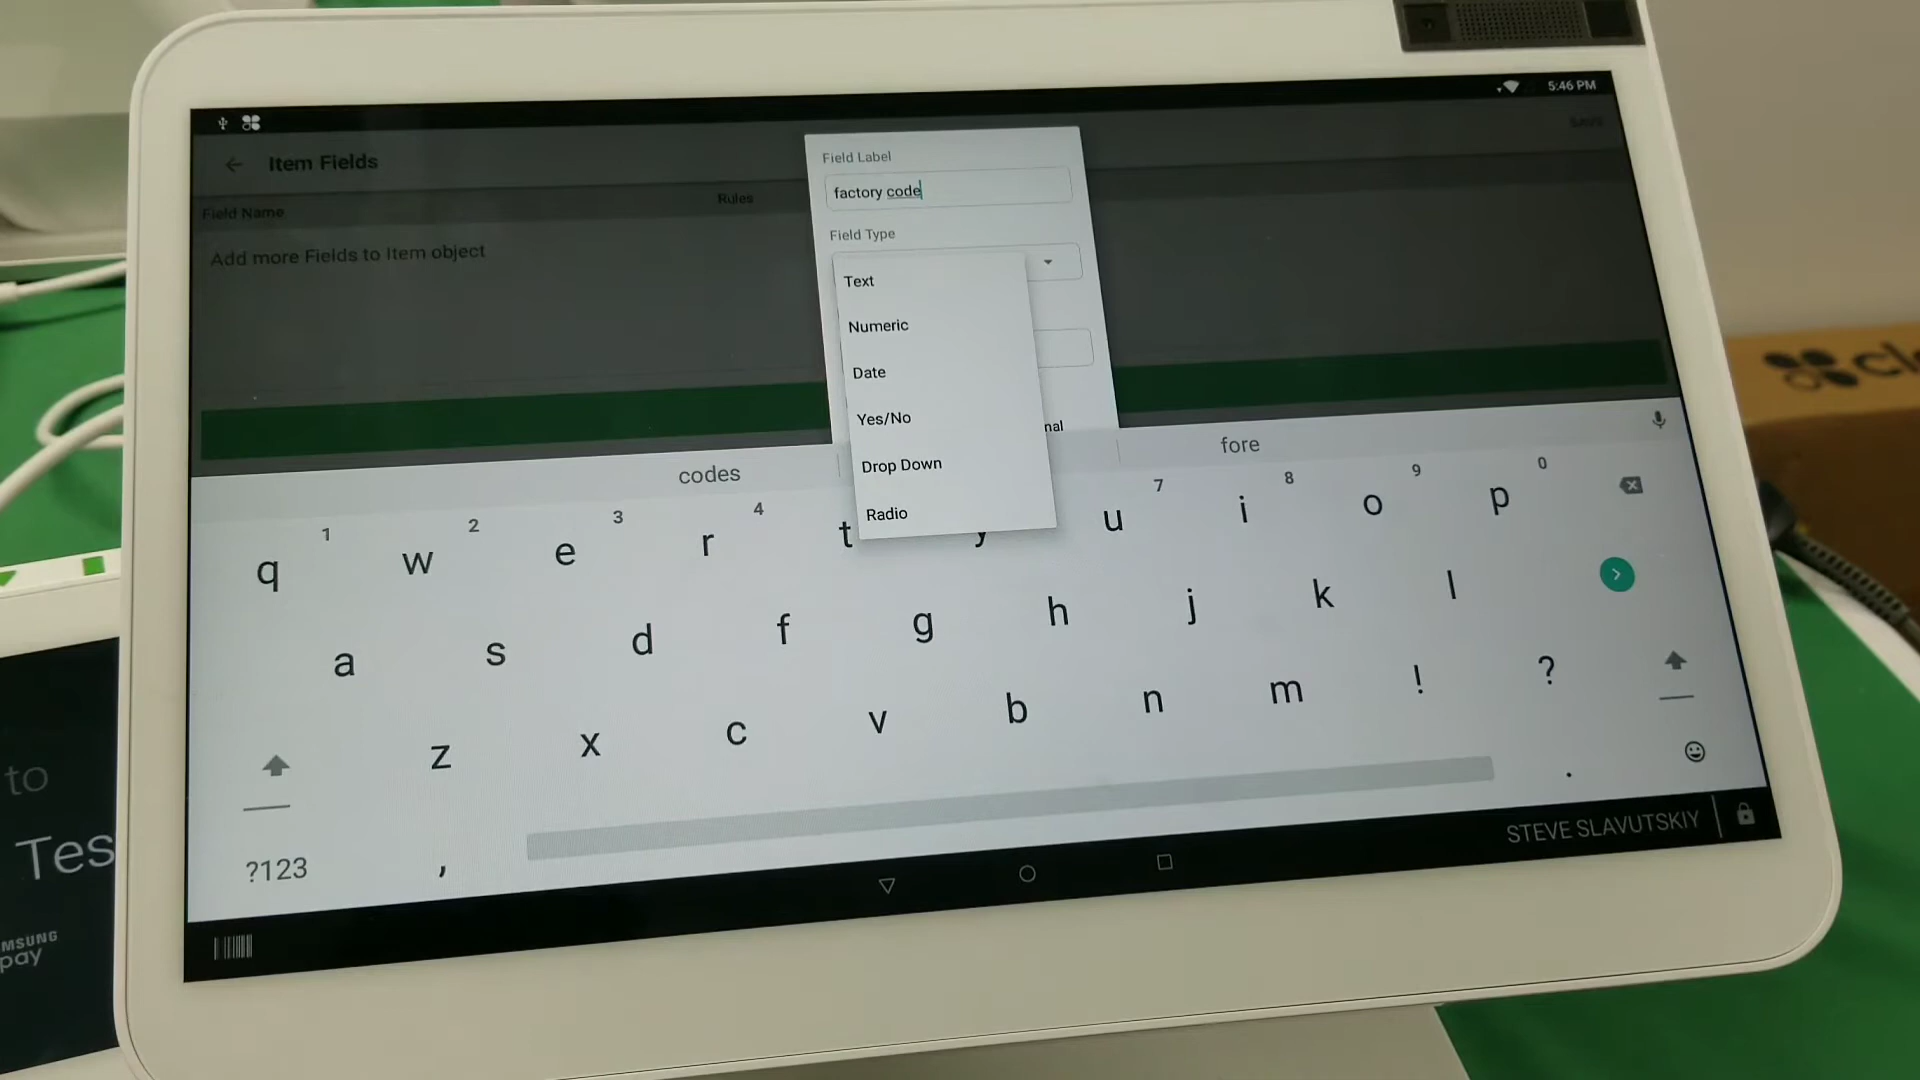 5:46 PM
SAVE
Item Fields
Field Label
factory code
Field Name
Rules
Field Type
Add more Fields to Item object
Text
Numeric
Date
Yes/No
Drop Down
Radio
nal
codes
fore
1 2 3 4 7 8 9 0
q w e r t y u i o p
a s d f g h j k l
z x c v b n m ! ?
?123 , .
STEVE SLAVUTSKIY
to
Tes
MSUNG
pay
clo